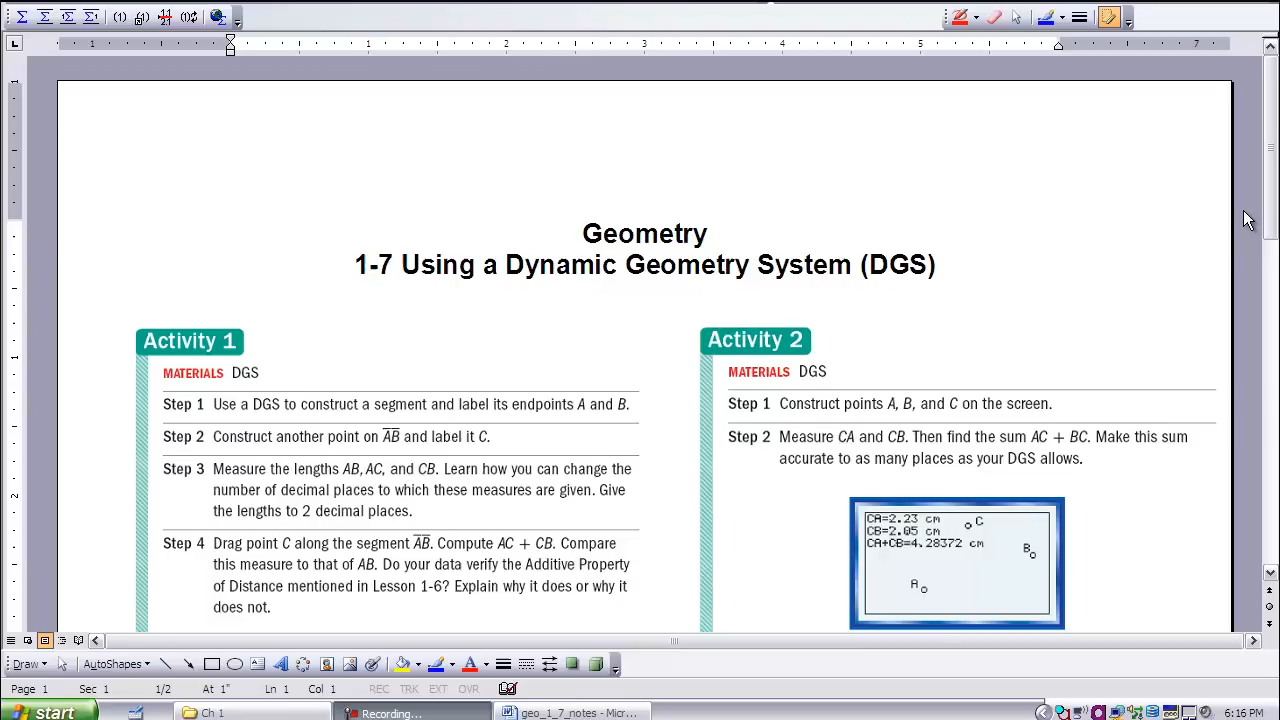 1 1 2 3 4 5 7
Geometry
1-7 Using a Dynamic Geometry System (DGS)
Activity 1
MATERIALS DGS
Step 1 Use a DGS to construct a segment and label its endpoints A and B.
Step 2 Construct another point on A̅B̅ and label it C.
Step 3 Measure the lengths AB, AC, and CB. Learn how you can change the
number of decimal places to which these measures are given. Give
the lengths to 2 decimal places.
Step 4 Drag point C along the segment A̅B̅. Compute AC + CB. Compare
this measure to that of AB. Do your data verify the Additive Property
of Distance mentioned in Lesson 1-6? Explain why it does or why it
does not.
Activity 2
MATERIALS DGS
Step 1 Construct points A, B, and C on the screen.
Step 2 Measure CA and CB. Then find the sum AC + BC. Make this sum
accurate to as many places as your DGS allows.
CA=2.23 cm
CB=2.05 cm
CA+CB=4.28372 cm
C
B
A
Draw AutoShapes
Page 1 Sec 1 1/2 At 1" Ln 1 Col 1 REC TRK EXT OVR
start Ch 1 Recording... geo_1_7_notes - Micr... 6:16 PM